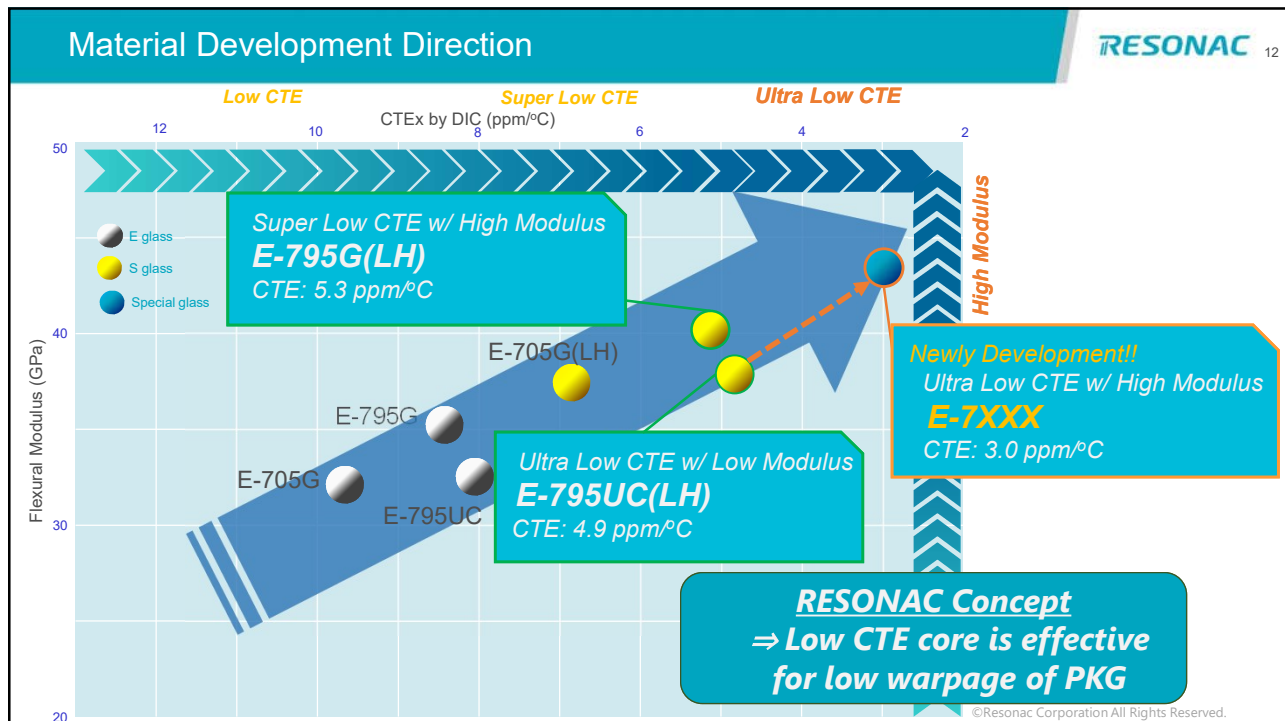 Material Development Direction
RESONAC
12
Low CTE
Super Low CTE
Ultra Low CTE
CTEx by DIC (ppm/°C)
12
10
8
6
4
2
50
40
30
20
Flexural Modulus (GPa)
High Modulus
E glass
S glass
Special glass
Super Low CTE w/ High Modulus
E-795G(LH)
CTE: 5.3 ppm/°C
E-705G(LH)
E-795G
E-705G
E-795UC
Ultra Low CTE w/ Low Modulus
E-795UC(LH)
CTE: 4.9 ppm/°C
Newly Development!!
Ultra Low CTE w/ High Modulus
E-7XXX
CTE: 3.0 ppm/°C
RESONAC Concept
⇒ Low CTE core is effective
for low warpage of PKG
©Resonac Corporation All Rights Reserved.